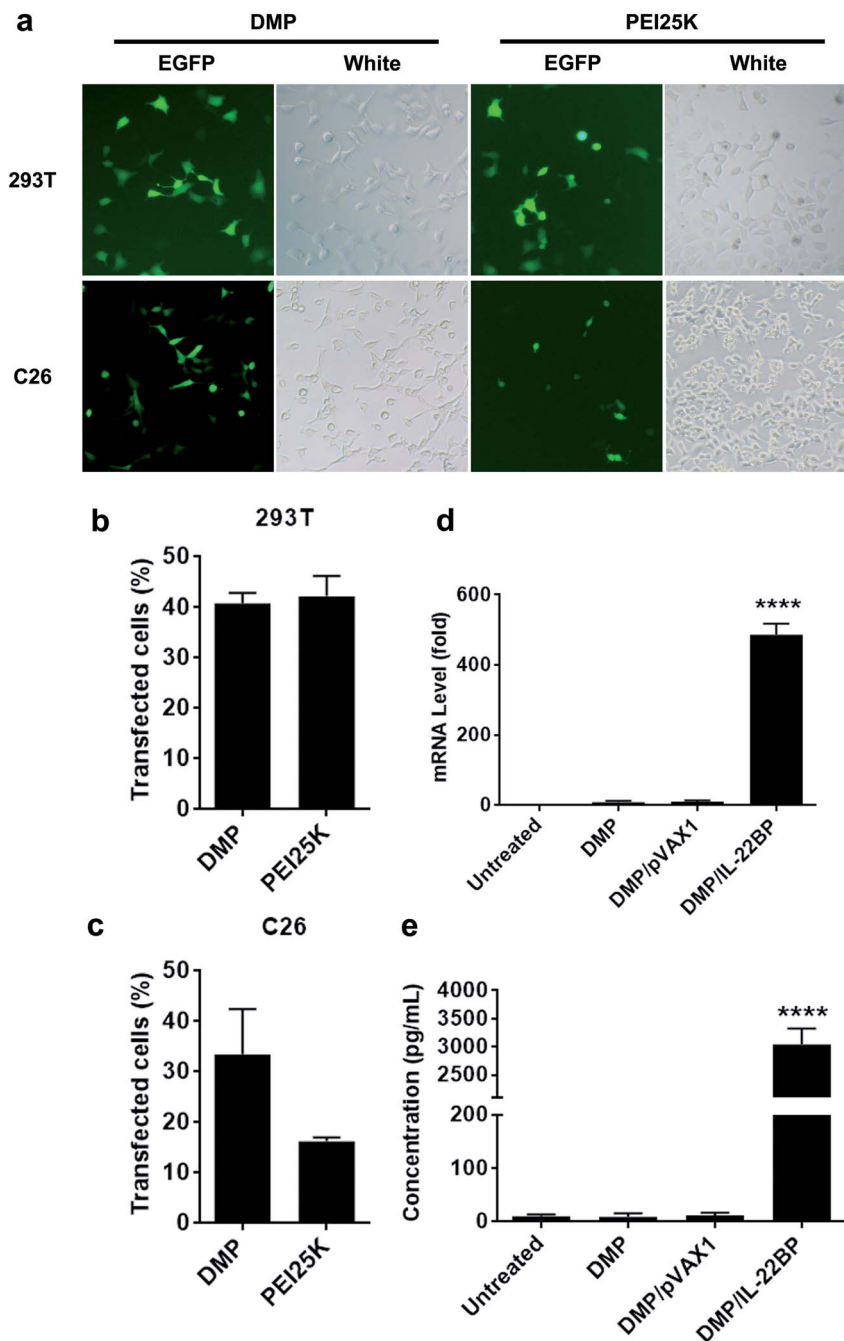 a
DMP PEI25K
EGFP White EGFP White
293T
C26
b
293T
Transfected cells (%)
50
40
30
20
10
0
DMP
PEI25K
d
mRNA Level (fold)
600
400
200
0
****
Untreated
DMP
DMP/pVAX1
DMP/IL-22BP
c
C26
Transfected cells (%)
50
40
30
20
10
0
DMP
PEI25K
e
Concentration (pg/mL)
4000
3500
3000
2500
200
100
0
****
Untreated
DMP
DMP/pVAX1
DMP/IL-22BP